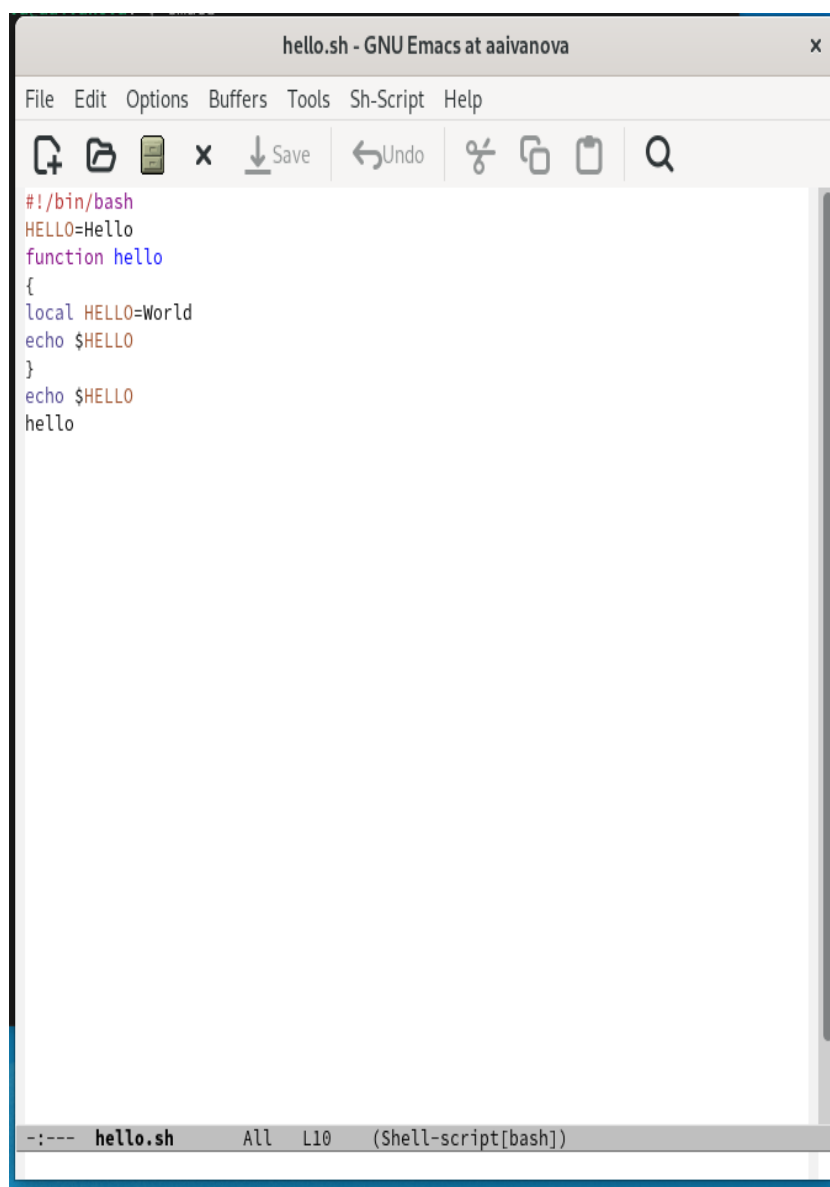 hello.sh - GNU Emacs at aaivanova
File Edit Options Buffers Tools Sh-Script Help
Save Undo
#!/bin/bash
HELLO=Hello
function hello
{
local HELLO=World
echo $HELLO
}
echo $HELLO
hello
-:--- hello.sh All L10 (Shell-script[bash])